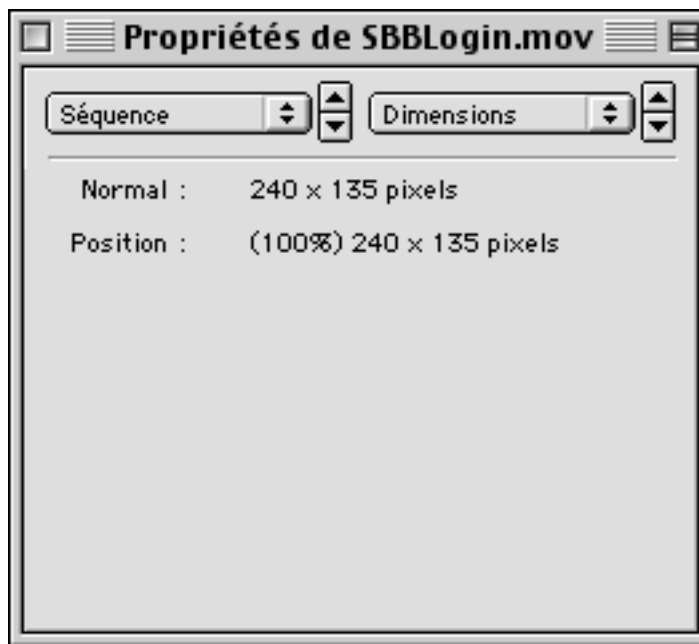 Propriétés de SBBLogin.mov
Séquence Dimensions
Normal : 240 x 135 pixels
Position : (100%) 240 x 135 pixels